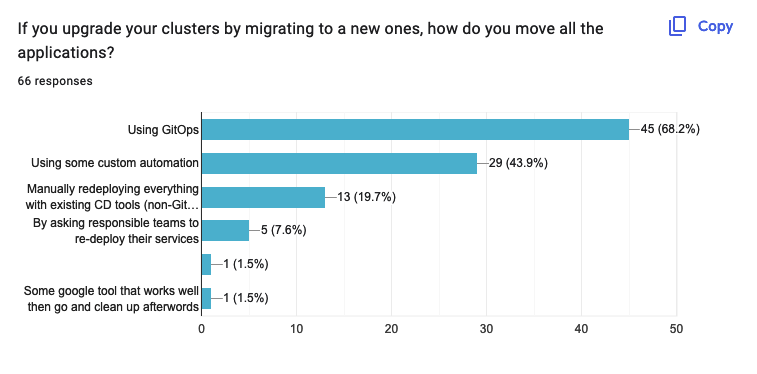 If you upgrade your clusters by migrating to a new ones, how do you move all the
applications?
Copy
66 responses
Using GitOps
45 (68.2%)
Using some custom automation
29 (43.9%)
Manually redeploying everything
with existing CD tools (non-Git...
13 (19.7%)
By asking responsible teams to
re-deploy their services
5 (7.6%)
1 (1.5%)
Some google tool that works well
then go and clean up afterwords
1 (1.5%)
0 10 20 30 40 50